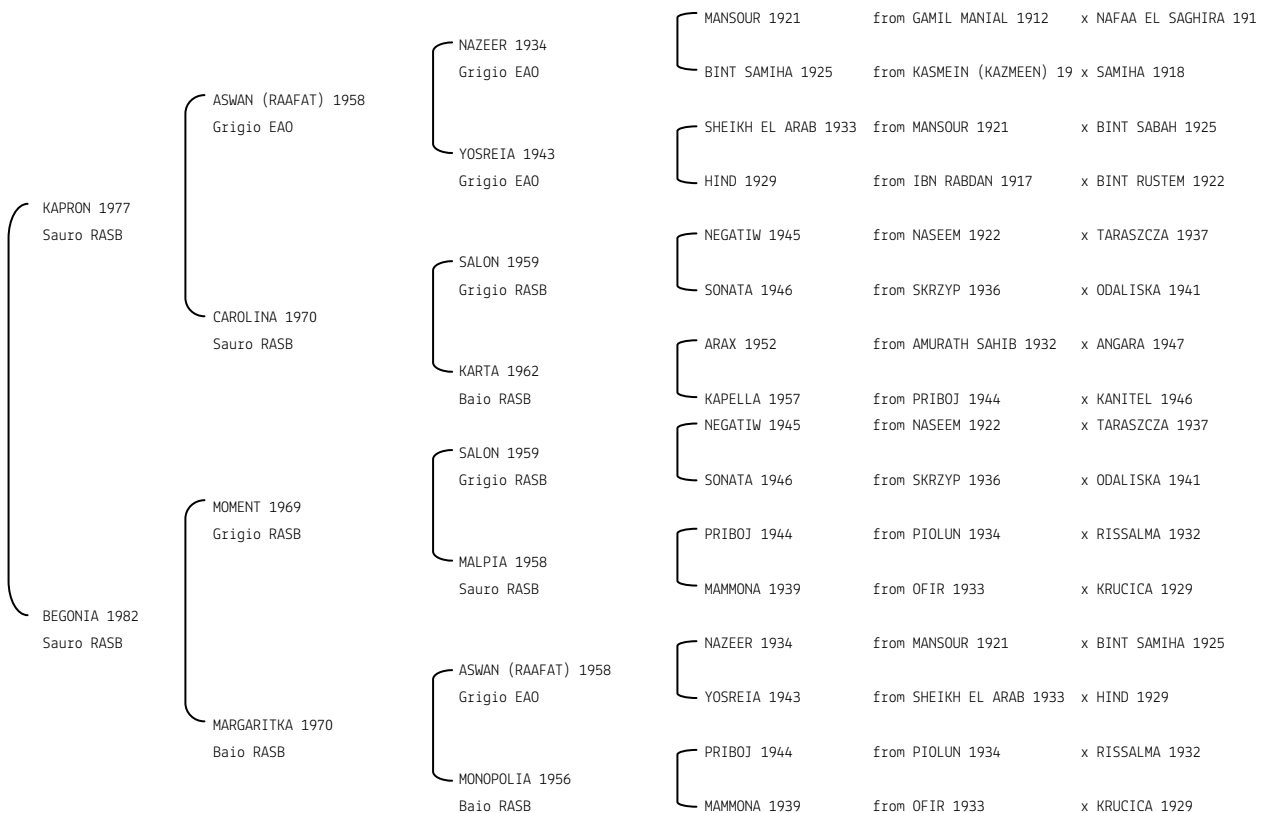 MANSOUR 1921 from GAMIL MANIAL 1912 x NAFAA EL SAGHIRA 191
NAZEER 1934
Grigio EAO
BINT SAMIHA 1925 from KASMEIN (KAZMEEN) 19 x SAMIHA 1918
ASWAN (RAAFAT) 1958
Grigio EAO
SHEIKH EL ARAB 1933 from MANSOUR 1921 x BINT SABAH 1925
YOSREIA 1943
Grigio EAO
HIND 1929 from IBN RABDAN 1917 x BINT RUSTEM 1922
KAPRON 1977
Sauro RASB
NEGATIW 1945 from NASEEM 1922 x TARASZCZA 1937
SALON 1959
Grigio RASB
SONATA 1946 from SKRZYP 1936 x ODALISKA 1941
CAROLINA 1970
Sauro RASB
ARAX 1952 from AMURATH SAHIB 1932 x ANGARA 1947
KARTA 1962
Baio RASB
KAPELLA 1957 from PRIBOJ 1944 x KANITEL 1946
NEGATIW 1945 from NASEEM 1922 x TARASZCZA 1937
SALON 1959
Grigio RASB
SONATA 1946 from SKRZYP 1936 x ODALISKA 1941
MOMENT 1969
Grigio RASB
PRIBOJ 1944 from PIOLUN 1934 x RISSALMA 1932
MALPIA 1958
Sauro RASB
MAMMONA 1939 from OFIR 1933 x KRUCICA 1929
BEGONIA 1982
Sauro RASB
NAZEER 1934 from MANSOUR 1921 x BINT SAMIHA 1925
ASWAN (RAAFAT) 1958
Grigio EAO
YOSREIA 1943 from SHEIKH EL ARAB 1933 x HIND 1929
MARGARITKA 1970
Baio RASB
PRIBOJ 1944 from PIOLUN 1934 x RISSALMA 1932
MONOPOLIA 1956
Baio RASB
MAMMONA 1939 from OFIR 1933 x KRUCICA 1929